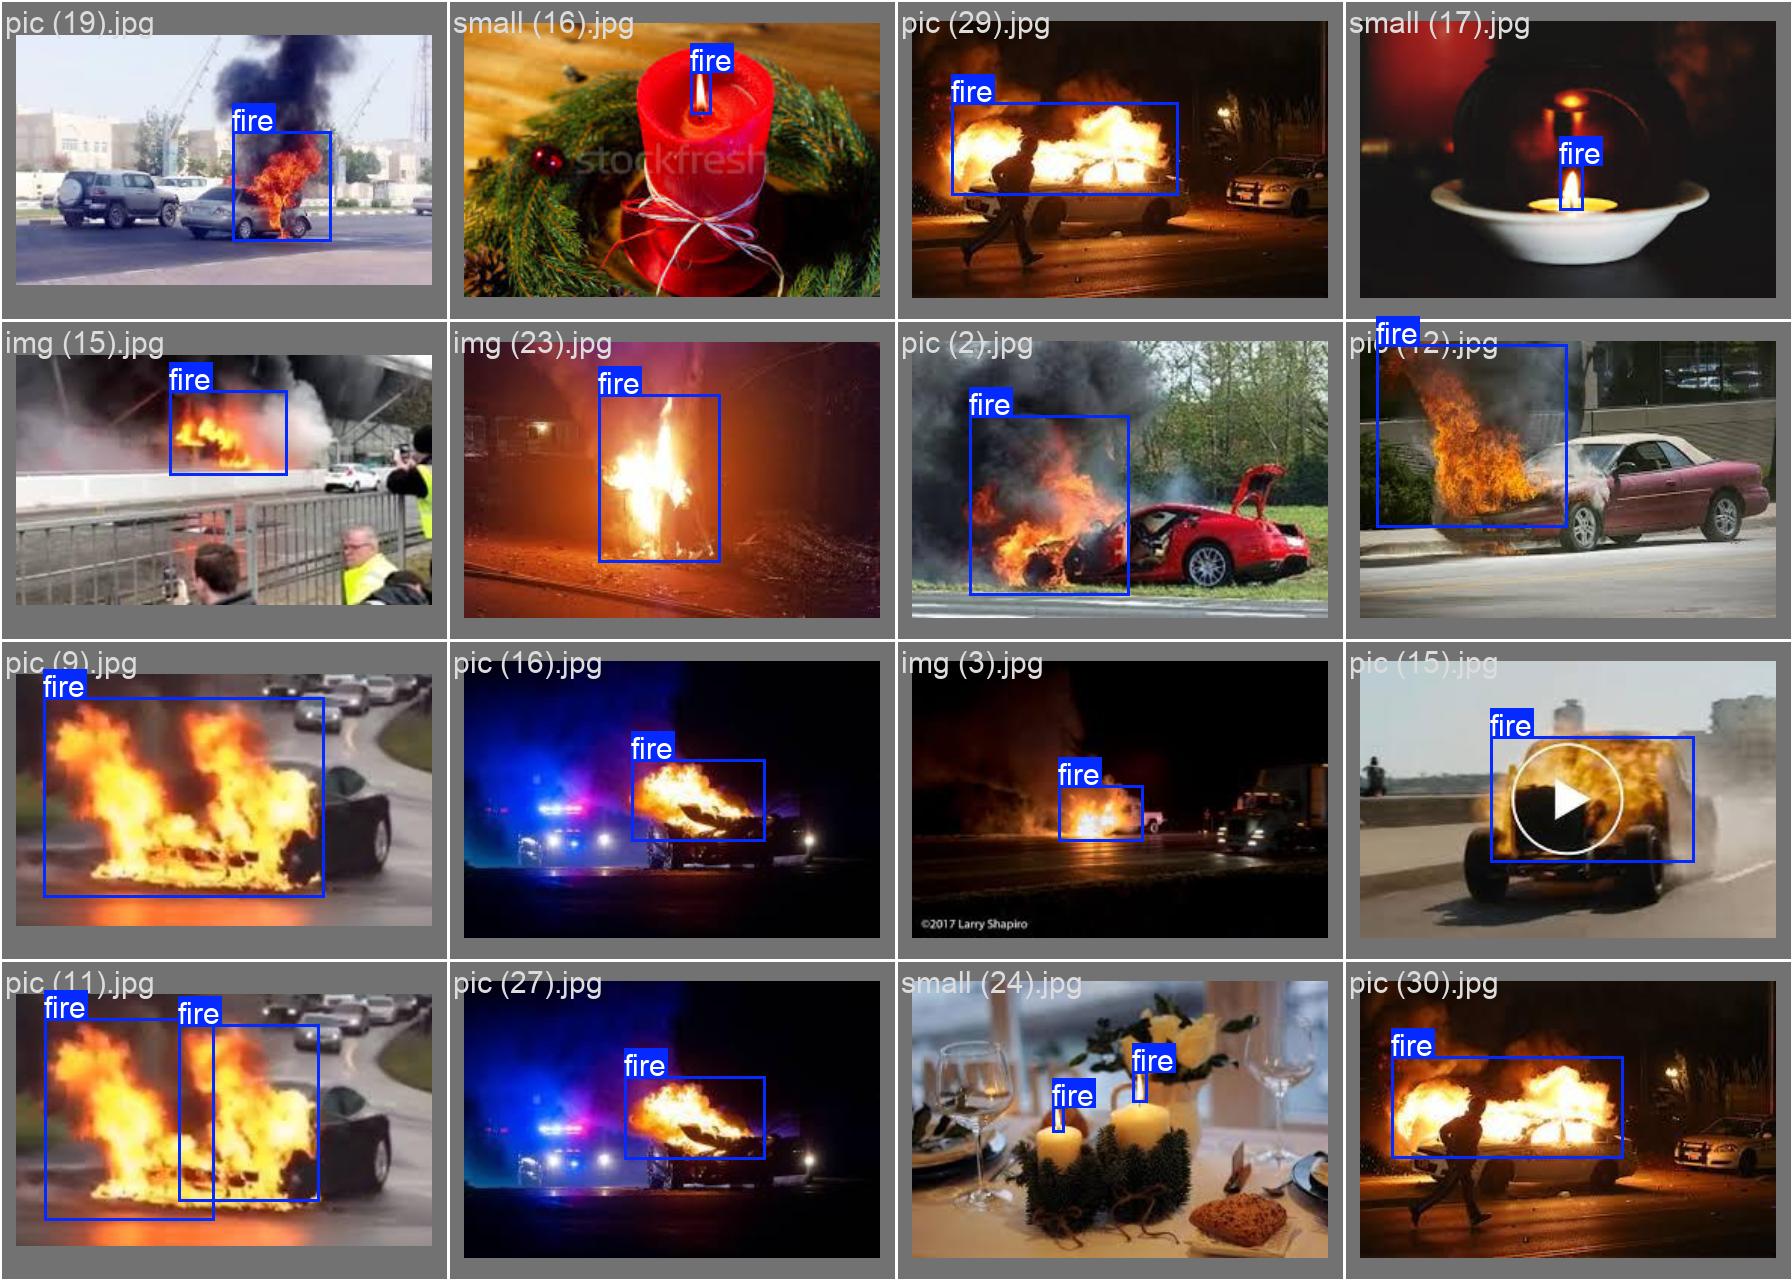 pic (19).jpg
fire
small (16).jpg
fire
stockfresh
pic (29).jpg
fire
small (17).jpg
fire
img (15).jpg
fire
img (23).jpg
fire
pic (2).jpg
fire
pic (12).jpg
fire
pic (9).jpg
fire
pic (16).jpg
fire
img (3).jpg
fire
©2017 Larry Shapiro
pic (15).jpg
fire
pic (11).jpg
fire
fire
pic (27).jpg
fire
small (24).jpg
fire
fire
pic (30).jpg
fire